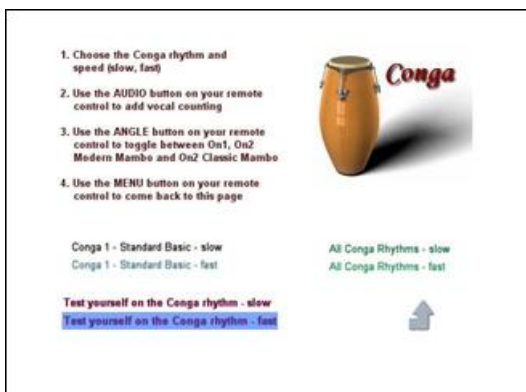 1. Choose the Conga rhythm and
speed (slow, fast)
2. Use the AUDIO button on your remote
control to add vocal counting
3. Use the ANGLE button on your remote
control to toggle between On1, On2
Modern Mambo and On2 Classic Mambo
4. Use the MENU button on your remote
control to come back to this page
Conga
Conga 1 - Standard Basic - slow
Conga 1 - Standard Basic - fast
All Conga Rhythms - slow
All Conga Rhythms - fast
Test yourself on the Conga rhythm - slow
Test yourself on the Conga rhythm - fast